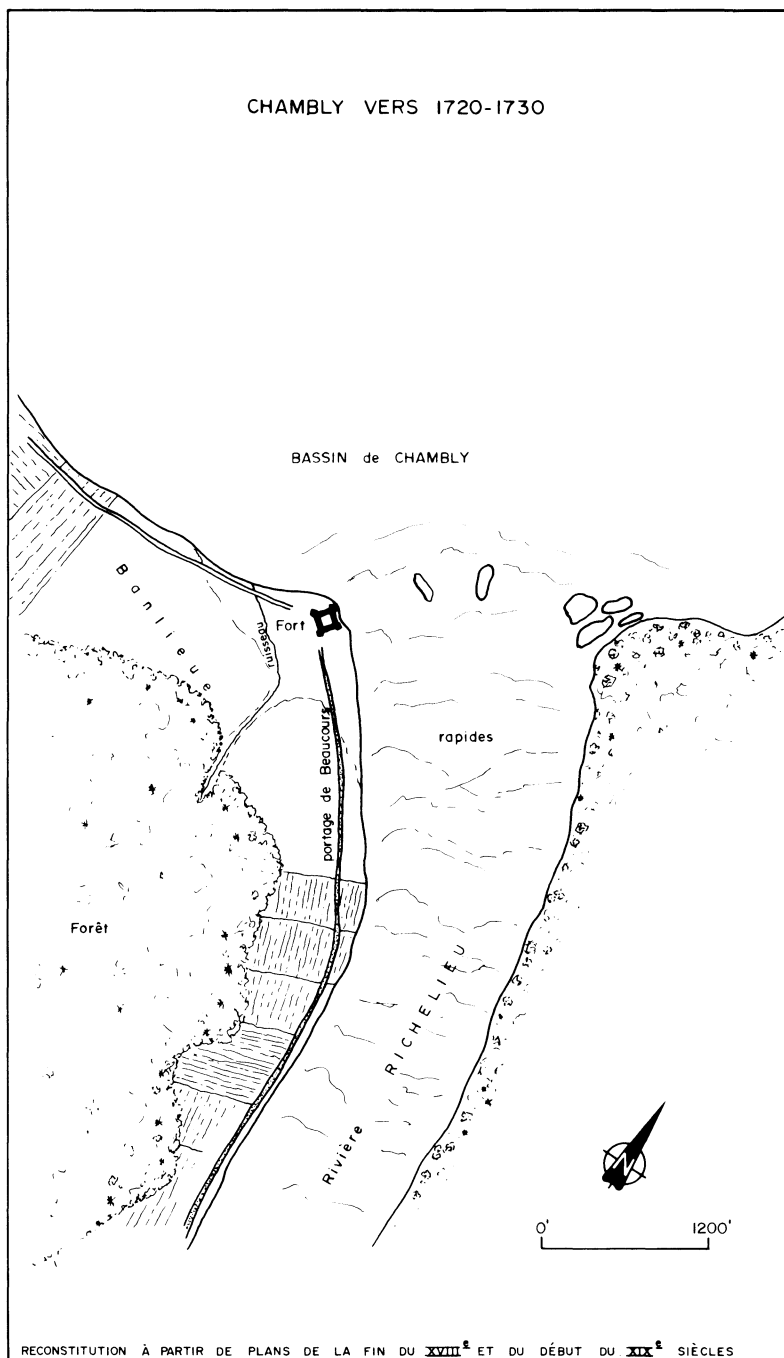 CHAMBLY VERS 1720-1730
BASSIN de CHAMBLY
Banlieue
Fort
ruisseau
portage de Beaucours
rapides
Forêt
Rivière RICHELIEU
N
0' 1200'
RECONSTITUTION À PARTIR DE PLANS DE LA FIN DU XVIIIe ET DU DÉBUT DU XIXe SIÈCLES